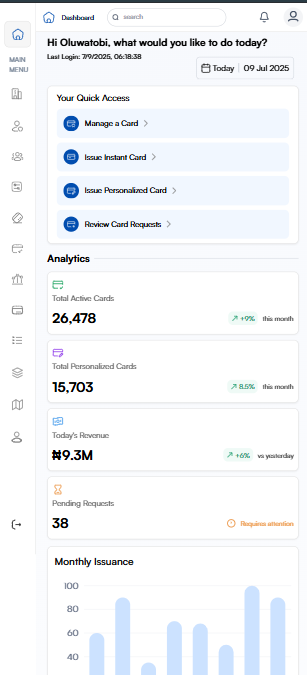 Dashboard
search
MAIN
MENU
Hi Oluwatobi, what would you like to do today?
Last Login: 7/9/2025, 06:18:38
Today
09 Jul 2025
Your Quick Access
Manage a Card
Issue Instant Card
Issue Personalized Card
Review Card Requests
Analytics
Total Active Cards
26,478
+9%
this month
Total Personalized Cards
15,703
8.5%
this month
Today's Revenue
₦9.3M
+6%
vs yesterday
Pending Requests
38
Requires attention
Monthly Issuance
100
80
60
40